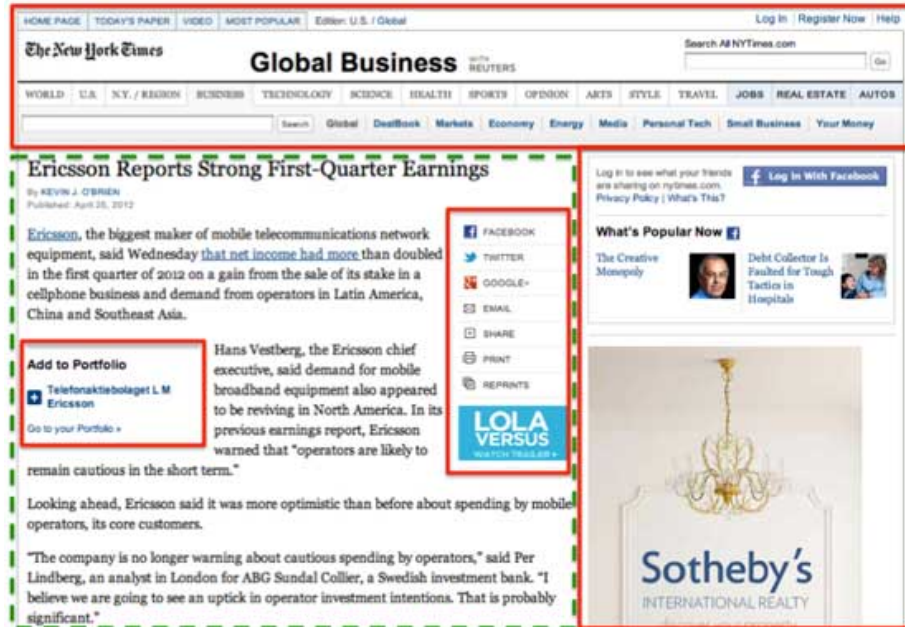 HOME PAGE TODAY'S PAPER VIDEO MOST POPULAR Edition: U.S. / Global
Log In Register Now Help
The New York Times
Global Business WITH REUTERS
Search All NYTimes.com
Go
WORLD U.S. N.Y. / REGION BUSINESS TECHNOLOGY SCIENCE HEALTH SPORTS OPINION ARTS STYLE TRAVEL JOBS REAL ESTATE AUTOS
Search Global DealBook Markets Economy Energy Media Personal Tech Small Business Your Money
Ericsson Reports Strong First-Quarter Earnings
By KEVIN J. O'BRIEN
Published: April 25, 2012
Ericsson, the biggest maker of mobile telecommunications network
equipment, said Wednesday that net income had more than doubled
in the first quarter of 2012 on a gain from the sale of its stake in a
cellphone business and demand from operators in Latin America,
China and Southeast Asia.
FACEBOOK
TWITTER
GOOGLE+
EMAIL
SHARE
PRINT
REPRINTS
LOLA
VERSUS
WATCH TRAILER
Add to Portfolio
Telefonaktiebolaget L M
Ericsson
Go to your Portfolio »
Hans Vestberg, the Ericsson chief
executive, said demand for mobile
broadband equipment also appeared
to be reviving in North America. In its
previous earnings report, Ericsson
warned that “operators are likely to
remain cautious in the short term.”
Looking ahead, Ericsson said it was more optimistic than before about spending by mobile
operators, its core customers.
“The company is no longer warning about cautious spending by operators,” said Per
Lindberg, an analyst in London for ABG Sundal Collier, a Swedish investment bank. “I
believe we are going to see an uptick in operator investment intentions. That is probably
significant.”
Log in to see what your friends
are sharing on nytimes.com.
Privacy Policy | What's This?
Log In With Facebook
What's Popular Now
The Creative
Monopoly
Debt Collector Is
Faulted for Tough
Tactics in
Hospitals
Sotheby's
INTERNATIONAL REALTY